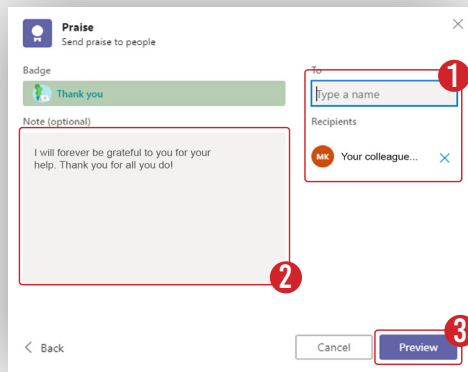 Praise
Send praise to people
Badge
Thank you
Note (optional)
I will forever be grateful to you for your
help. Thank you for all you do!
2
To
1
Type a name
Recipients
MK Your colleague...
Back
Cancel
Preview
3